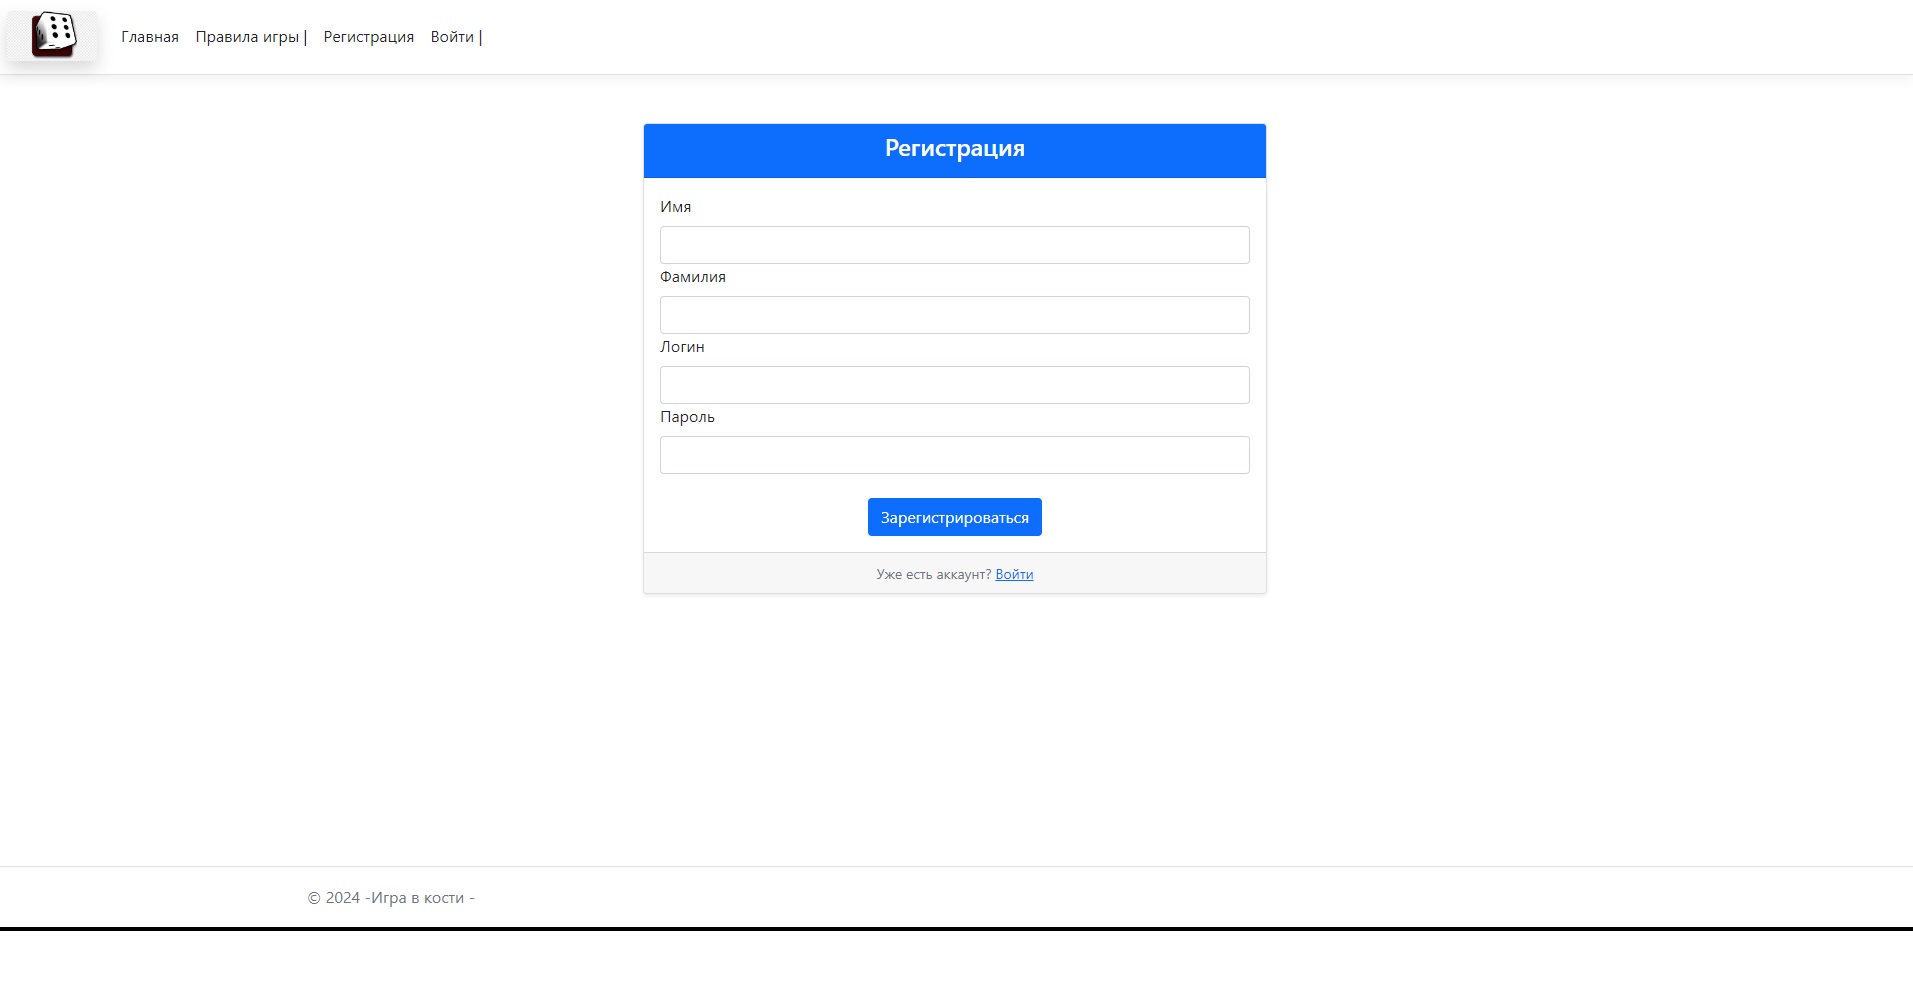 Главная Правила игры | Регистрация Войти |
Регистрация
Имя
Фамилия
Логин
Пароль
Зарегистрироваться
Уже есть аккаунт? Войти
© 2024 -Игра в кости -